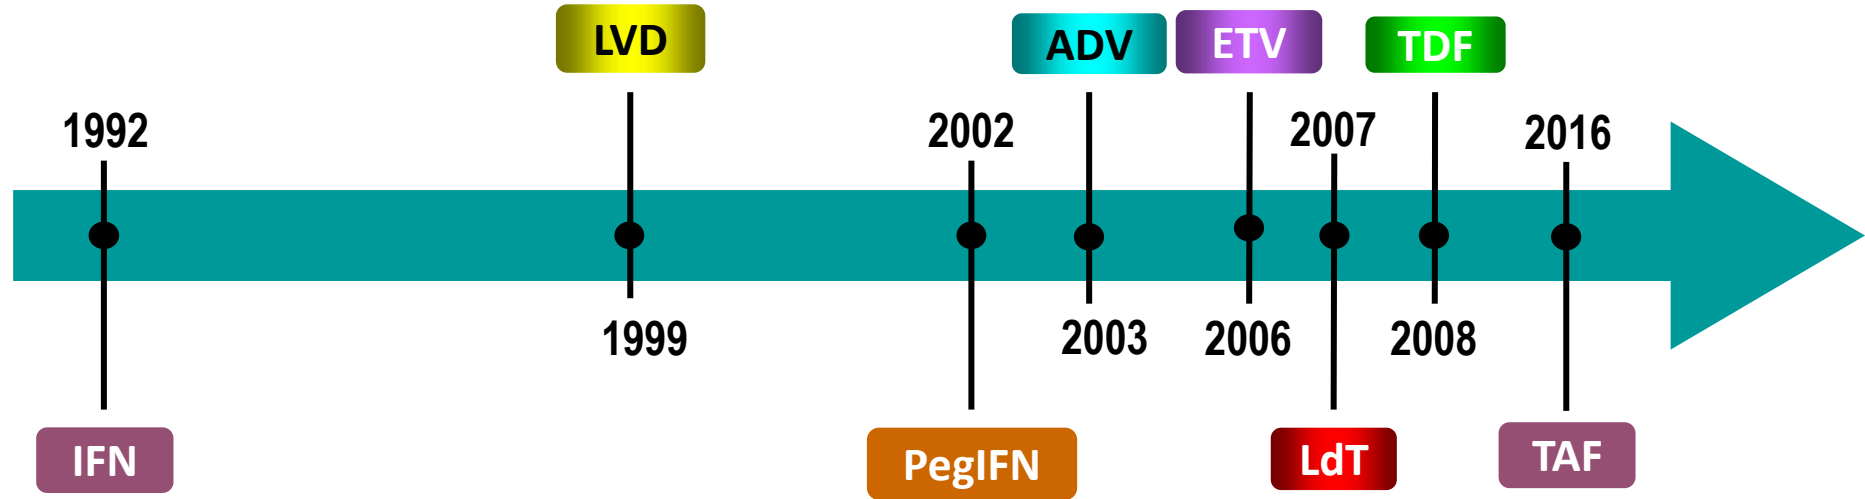 LVD
ADV
ETV
TDF
1992
2002
2007
2016
1999
2003
2006
2008
IFN
PegIFN
LdT
TAF